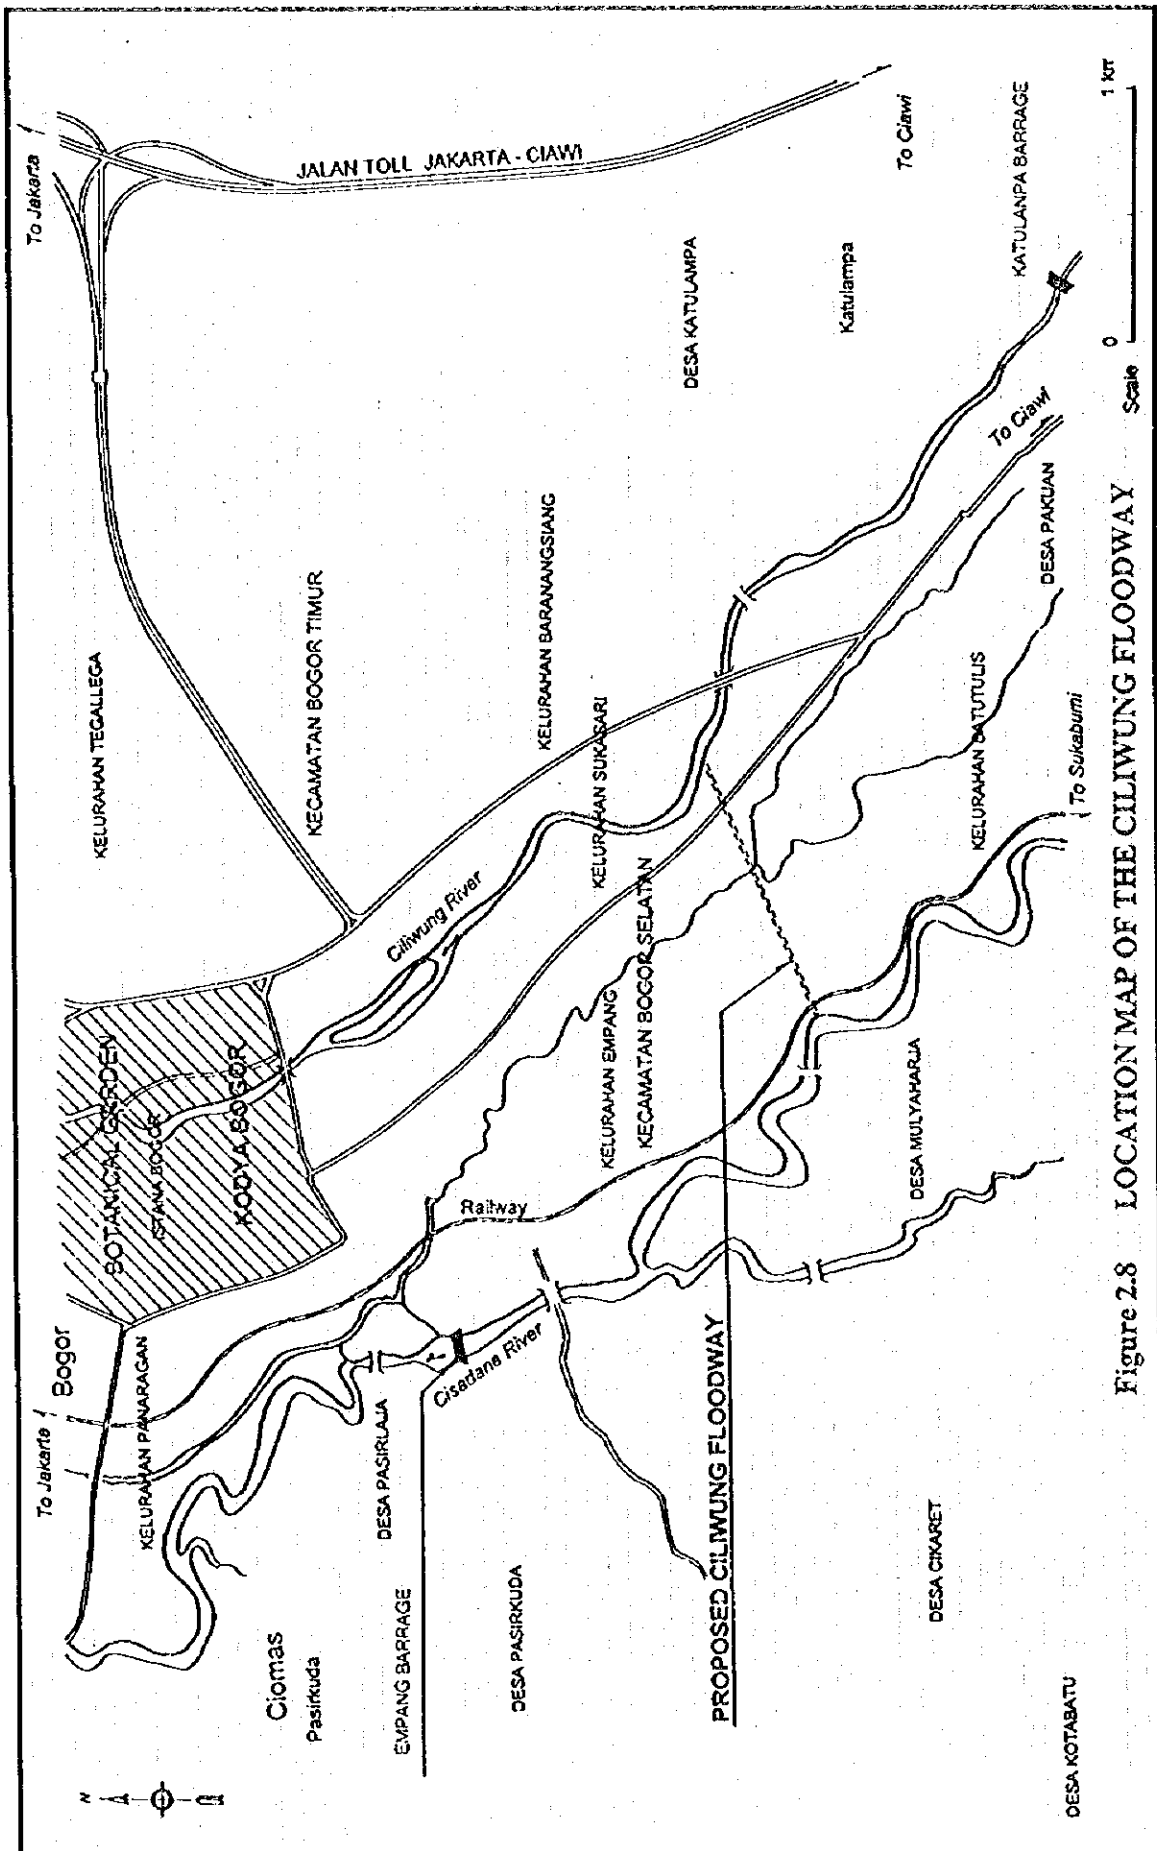 To Jakarta
Bogor
To Jakarta
N
KELURAHAN PANARAGAN
BOTANICAL GARDEN
ISTANA BOGOR
KODYA BOGOR
KELURAHAN TEGALLEGA
Ciomas
Pasirkuda
KECAMATAN BOGOR TIMUR
JALAN TOLL JAKARTA - CIAWI
DESA PASIRLAJA
EMPANG BARRAGE
Ciliwung River
Railway
Cisadane River
DESA PASIRKUDA
KELURAHAN BARANANGSIANG
KELURAHAN SUKASARI
KELURAHAN EMPANG
KECAMATAN BOGOR SELATAN
DESA KATULAMPA
PROPOSED CILIWUNG FLOODWAY
Katulampa
To Ciawi
DESA CIKARET
DESA MULYAHARJA
KELURAHAN BATUTULIS
To Ciawi
KATULANPA BARRAGE
DESA PAKUAN
DESA KOTABATU
To Sukabumi
Scale 0 1 km
Figure 2.8 LOCATION MAP OF THE CILIWUNG FLOODWAY